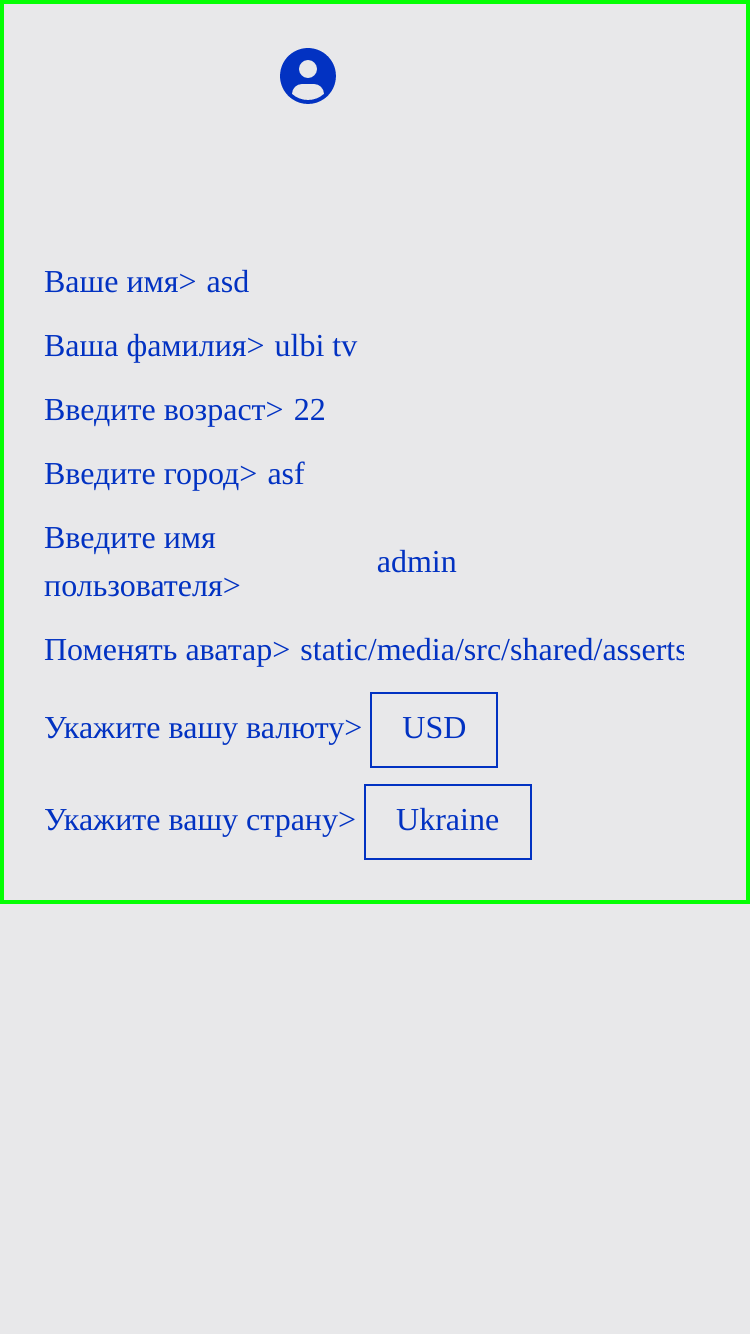 Ваше имя> asd
Ваша фамилия> ulbi tv
Введите возраст> 22
Введите город> asf
Введите имя
пользователя> admin
Поменять аватар> static/media/src/shared/asserts
Укажите вашу валюту> USD
Укажите вашу страну> Ukraine